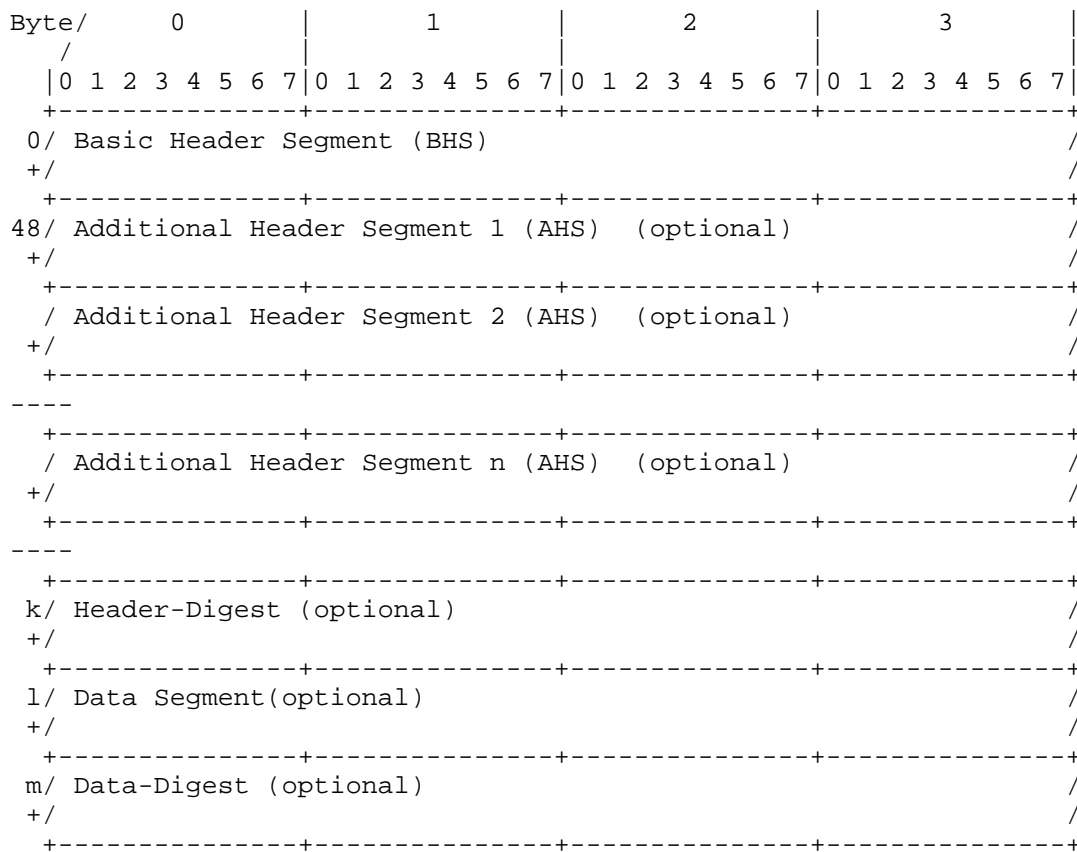 Byte/     0       |       1       |       2       |       3       |
   /              |               |               |               |
  |0 1 2 3 4 5 6 7|0 1 2 3 4 5 6 7|0 1 2 3 4 5 6 7|0 1 2 3 4 5 6 7|
  +---------------+---------------+---------------+---------------+
 0/ Basic Header Segment (BHS)                                    /
 +/                                                               /
  +---------------+---------------+---------------+---------------+
48/ Additional Header Segment 1 (AHS)  (optional)                 /
 +/                                                               /
  +---------------+---------------+---------------+---------------+
  / Additional Header Segment 2 (AHS)  (optional)                 /
 +/                                                               /
  +---------------+---------------+---------------+---------------+
----
  +---------------+---------------+---------------+---------------+
  / Additional Header Segment n (AHS)  (optional)                 /
 +/                                                               /
  +---------------+---------------+---------------+---------------+
----
  +---------------+---------------+---------------+---------------+
 k/ Header-Digest (optional)                                      /
 +/                                                               /
  +---------------+---------------+---------------+---------------+
 l/ Data Segment(optional)                                        /
 +/                                                               /
  +---------------+---------------+---------------+---------------+
 m/ Data-Digest (optional)                                        /
 +/                                                               /
  +---------------+---------------+---------------+---------------+